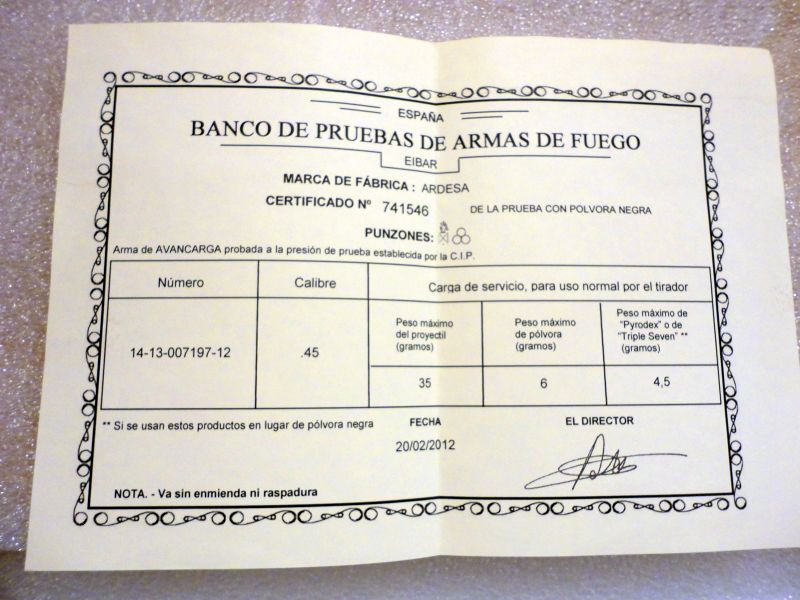 ESPAÑA
BANCO DE PRUEBAS DE ARMAS DE FUEGO
EIBAR
MARCA DE FÁBRICA : ARDESA
CERTIFICADO Nº 741546 DE LA PRUEBA CON POLVORA NEGRA
PUNZONES:
Arma de AVANCARGA probada a la presión de prueba establecida por la C.I.P.
Número Calibre Carga de servicio, para uso normal por el tirador
Peso máximo del proyectil (gramos)
Peso máximo de pólvora (gramos)
Peso máximo de "Pyrodex" o de "Triple Seven" ** (gramos)
14-13-007197-12 .45 35 6 4,5
** Si se usan estos productos en lugar de pólvora negra
FECHA
20/02/2012
EL DIRECTOR
NOTA. - Va sin enmienda ni raspadura